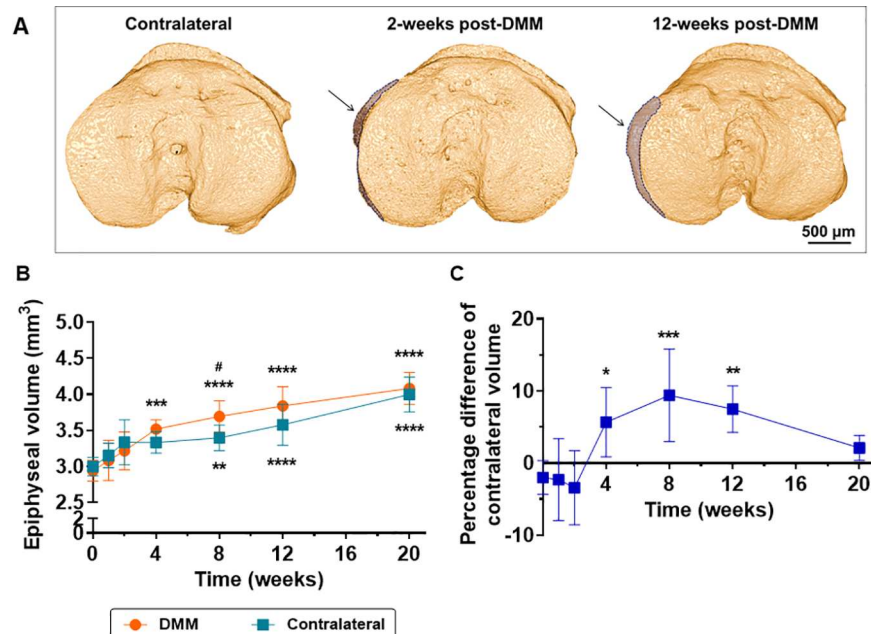 A
Contralateral
2-weeks post-DMM
12-weeks post-DMM
500 µm
B
Epiphyseal volume (mm³)
5.0
4.5
4.0
3.5
3.0
2.5
2
0
#
***
****
****
****
**
****
****
0
4
8
12
16
20
Time (weeks)
DMM
Contralateral
C
Percentage difference of
contralateral volume
20
10
0
-10
*
***
**
4
8
12
16
20
Time (weeks)